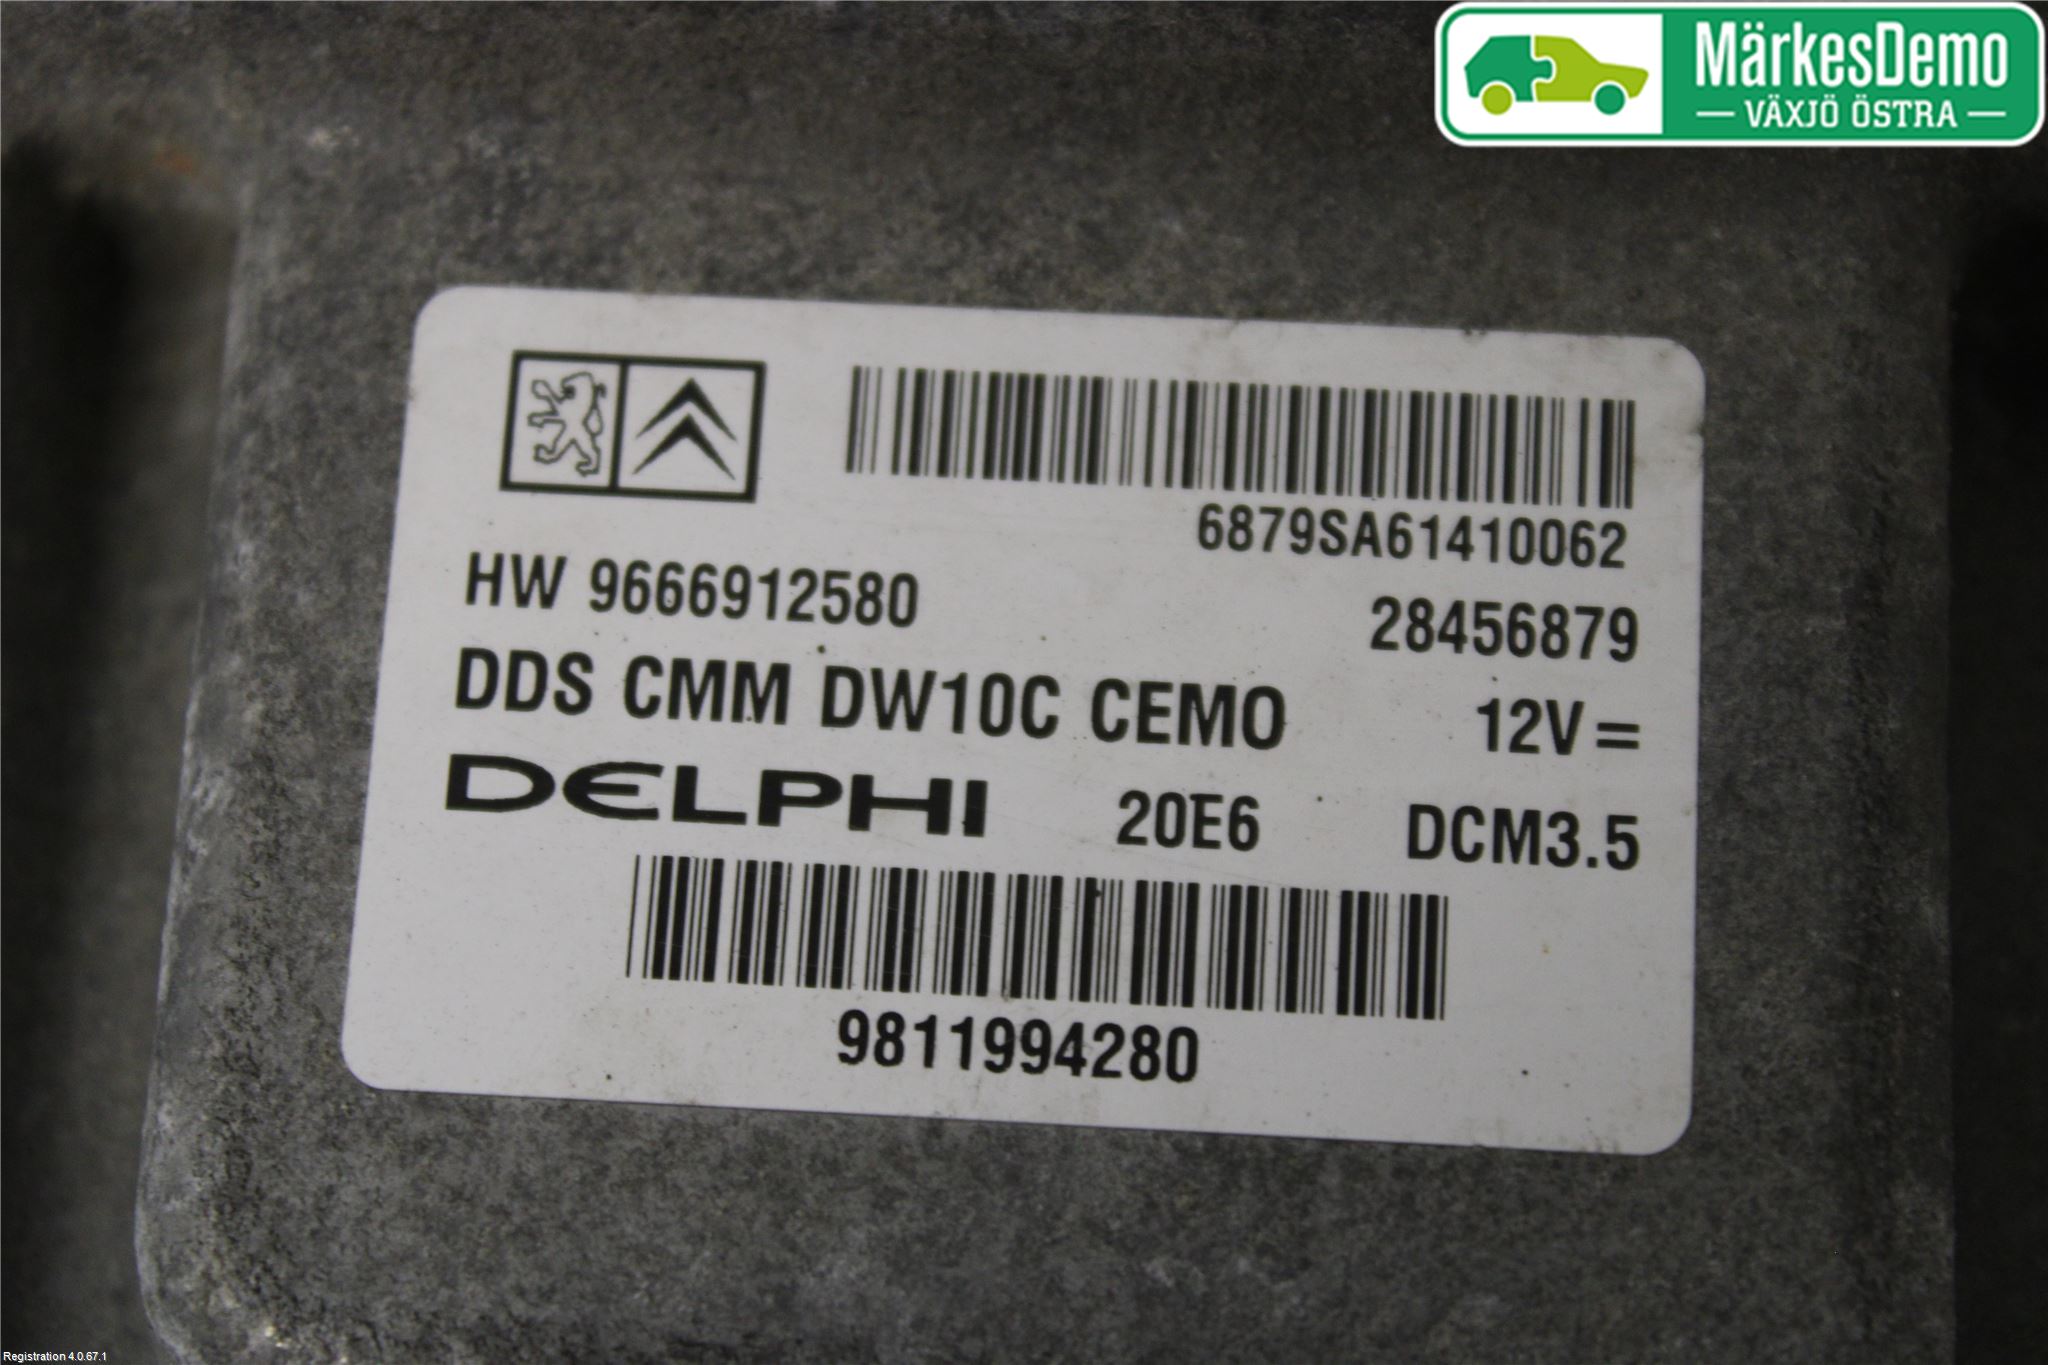 MärkesDemo
VÄXJÖ ÖSTRA
6879SA61410062
HW 9666912580 28456879
DDS CMM DW10C CEMO 12V =
DELPHI 20E6 DCM3.5
9811994280
Registration 4.0.67.1